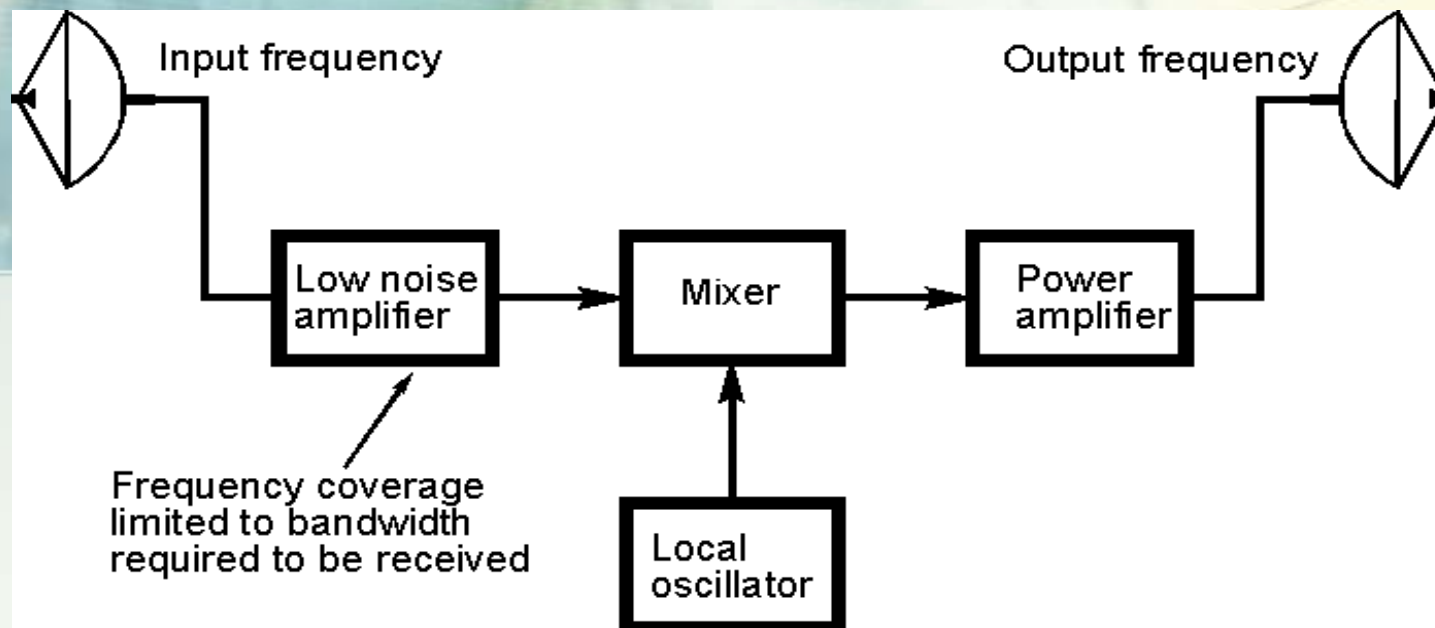 Input frequency
Output frequency
Low noise
amplifier
Mixer
Power
amplifier
Frequency coverage
limited to bandwidth
required to be received
Local
oscillator